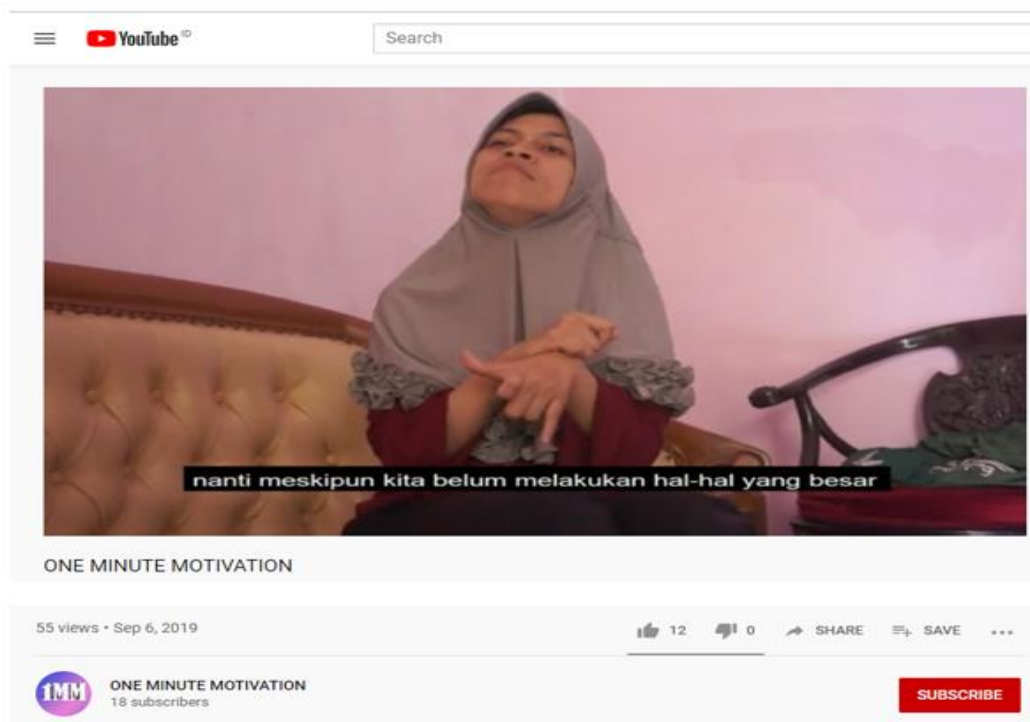 YouTube ID
Search
nanti meskipun kita belum melakukan hal-hal yang besar
ONE MINUTE MOTIVATION
55 views • Sep 6, 2019
12 0 SHARE SAVE
1MM
ONE MINUTE MOTIVATION
18 subscribers
SUBSCRIBE